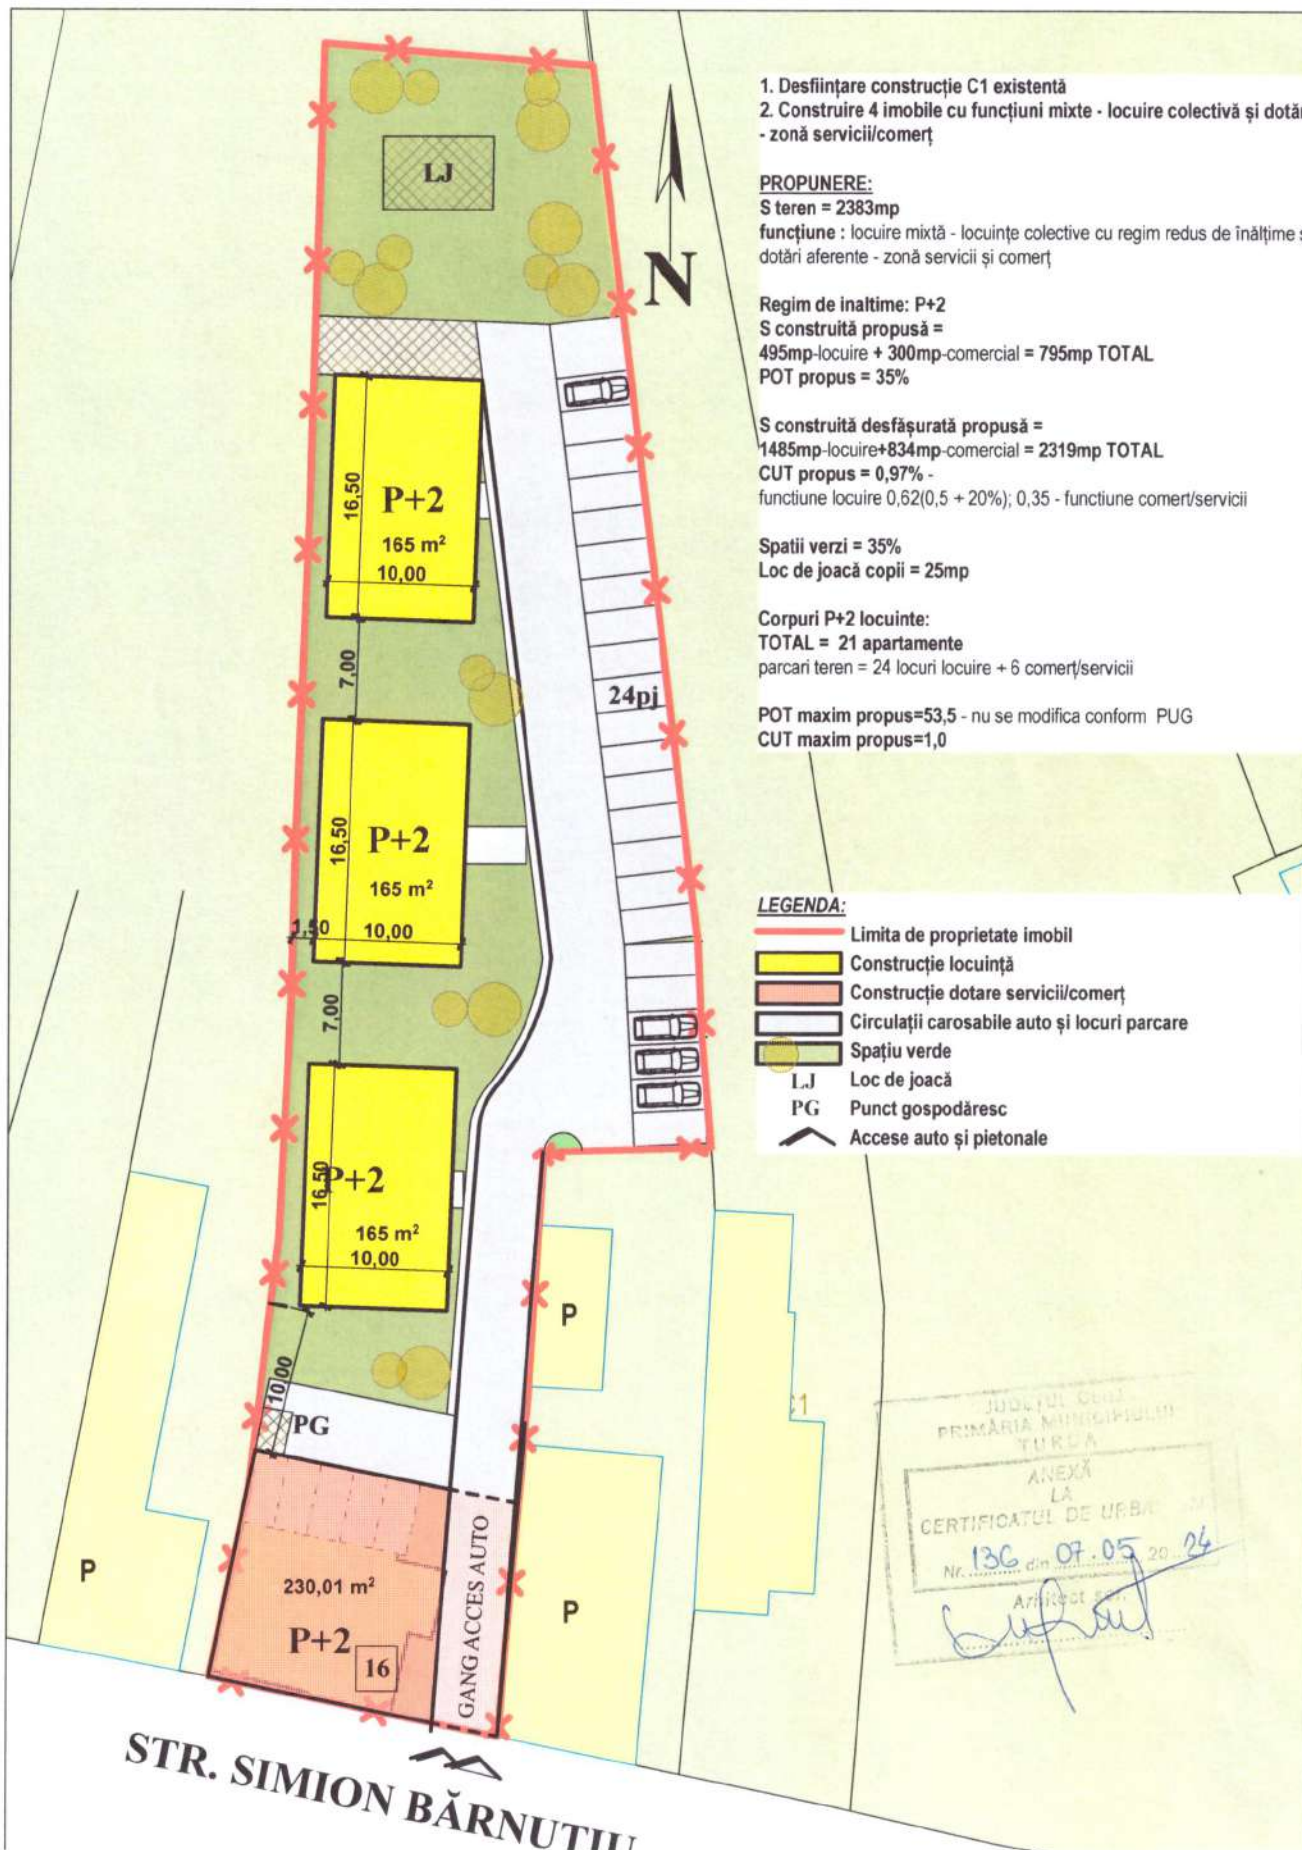 1. Desființare construcție C1 existentă
2. Construire 4 imobile cu funcțiuni mixte - locuire colectivă și dotăr
- zonă servicii/comerț
PROPUNERE:
S teren = 2383mp
funcțiune : locuire mixtă - locuințe colective cu regim redus de înălțime ș
dotări aferente - zonă servicii și comerț
Regim de inaltime: P+2
S construită propusă =
495mp-locuire + 300mp-comercial = 795mp TOTAL
POT propus = 35%
S construită desfășurată propusă =
1485mp-locuire+834mp-comercial = 2319mp TOTAL
CUT propus = 0,97% -
functiune locuire 0,62(0,5 + 20%); 0,35 - functiune comert/servicii
Spatii verzi = 35%
Loc de joacă copii = 25mp
Corpuri P+2 locuinte:
TOTAL = 21 apartamente
parcari teren = 24 locuri locuire + 6 comerț/servicii
POT maxim propus=53,5 - nu se modifica conform PUG
CUT maxim propus=1,0
LEGENDA:
Limita de proprietate imobil
Construcție locuință
Construcție dotare servicii/comerț
Circulații carosabile auto și locuri parcare
Spațiu verde
LJ Loc de joacă
PG Punct gospodăresc
Accese auto și pietonale
LJ
N
16,50
P+2
165 m²
10,00
7,00
24pj
16,50
P+2
165 m²
1,50
10,00
7,00
16,50
P+2
165 m²
10,00
10,00
PG
P
P
P
C1
230,01 m²
P+2
16
GANG ACCES AUTO
STR. SIMION BĂRNUȚIU
JUDEȚUL CLUJ
PRIMĂRIA MUNICIPIULUI
TURDA
ANEXĂ
LA
CERTIFICATUL DE
Nr. 136 din 07.05 2024
Arhitect șef,